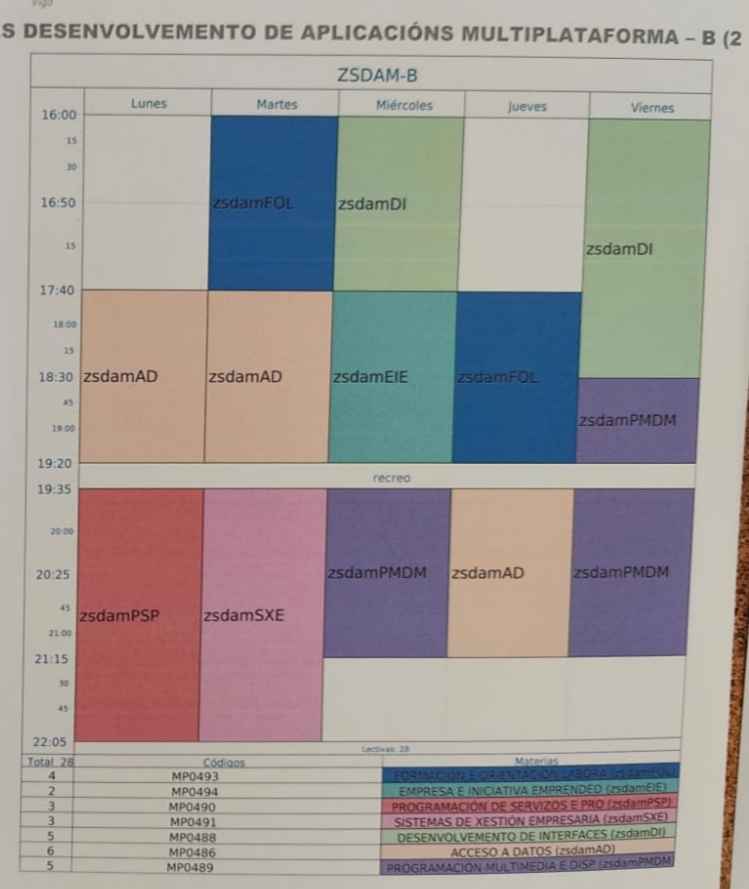 Vigo
S DESENVOLVEMENTO DE APLICACIÓNS MULTIPLATAFORMA – B (2
ZSDAM-B
Lunes Martes Miércoles Jueves Viernes
16:00
15
30
16:50 zsdamFOL zsdamDI
15 zsdamDI
17:40
18:00
15
18:30 zsdamAD zsdamAD zsdamEIE zsdamFOL
45 zsdamPMDM
19:00
19:20
recreo
19:35
20:00
20:25 zsdamPMDM zsdamAD zsdamPMDM
45 zsdamPSP zsdamSXE
21:00
21:15
30
45
22:05
Lectivas: 28
Total 28 Códigos Materias
4 MP0493 FORMACIÓN E ORIENTACIÓN LABORA (zsdamFOL)
2 MP0494 EMPRESA E INICIATIVA EMPRENDED (zsdamEIE)
3 MP0490 PROGRAMACIÓN DE SERVIZOS E PRO (zsdamPSP)
3 MP0491 SISTEMAS DE XESTIÓN EMPRESARIA (zsdamSXE)
5 MP0488 DESENVOLVEMENTO DE INTERFACES (zsdamDI)
6 MP0486 ACCESO A DATOS (zsdamAD)
5 MP0489 PROGRAMACIÓN MULTIMEDIA E DISP (zsdamPMDM